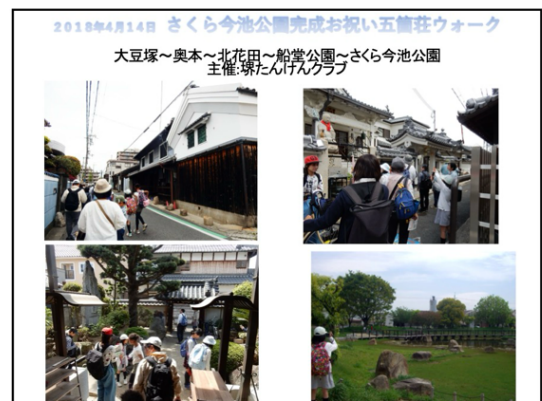 2018年4月14日 さくら今池公園完成お祝い五箇荘ウォーク
大豆塚～奥本～北花田～船堂公園～さくら今池公園
主催:堺たんけんクラブ